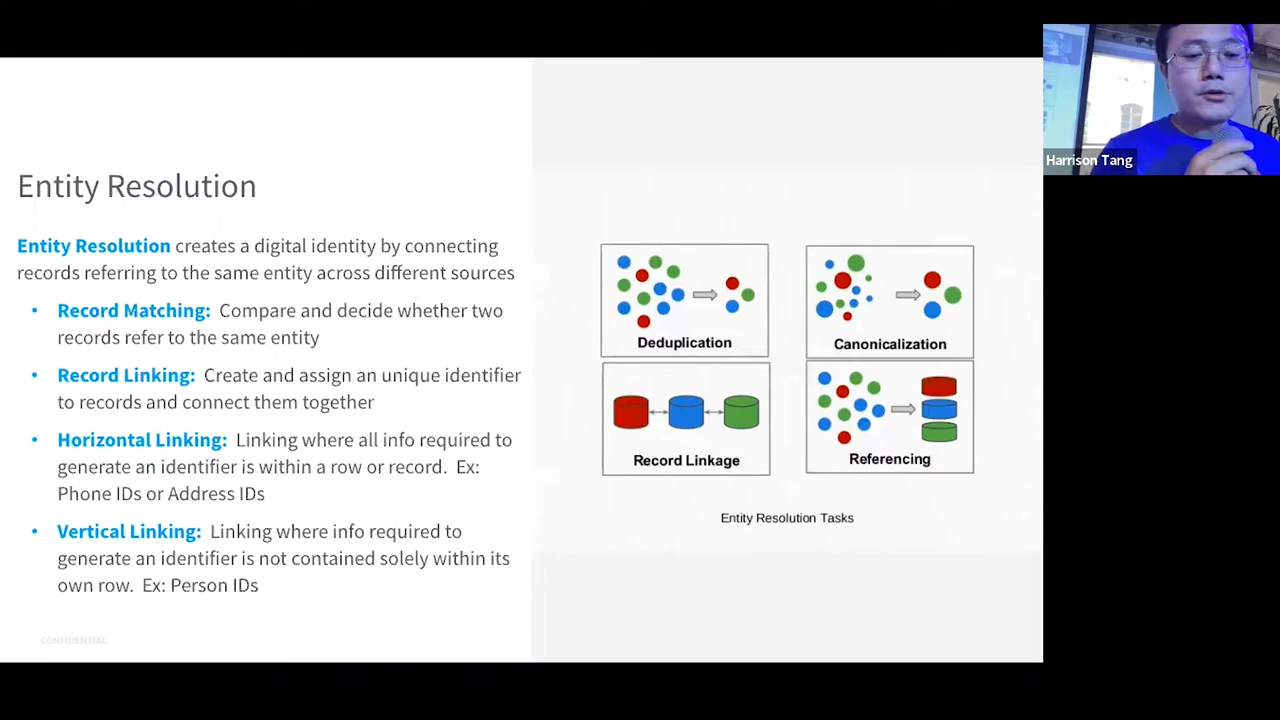 Entity Resolution
Entity Resolution creates a digital identity by connecting
records referring to the same entity across different sources
• Record Matching: Compare and decide whether two
records refer to the same entity
• Record Linking: Create and assign an unique identifier
to records and connect them together
• Horizontal Linking: Linking where all info required to
generate an identifier is within a row or record. Ex:
Phone IDs or Address IDs
• Vertical Linking: Linking where info required to
generate an identifier is not contained solely within its
own row. Ex: Person IDs
CONFIDENTIAL
Deduplication
Canonicalization
Record Linkage
Referencing
Entity Resolution Tasks
Harrison Tang